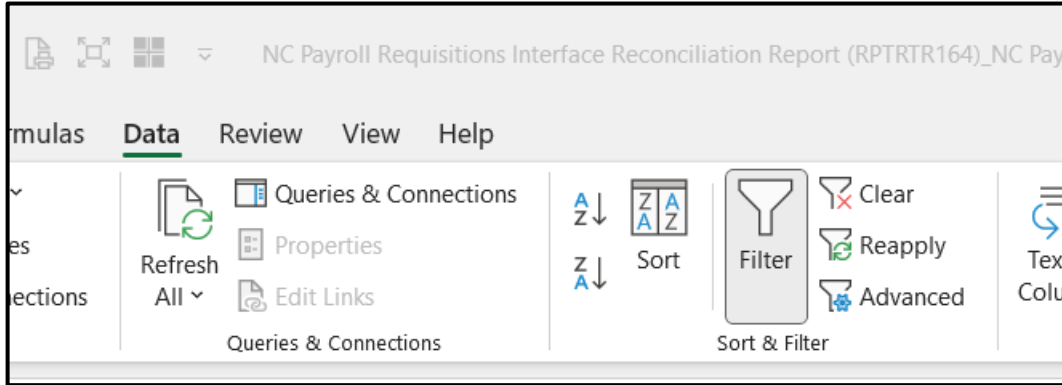 NC Payroll Requisitions Interface Reconciliation Report (RPTRTR164)_NC Pay
rmulas Data Review View Help
Queries & Connections
Properties
Edit Links
Refresh
All
Queries & Connections
A
Z
Z
A
Z A
A Z
Sort
Filter
Clear
Reapply
Advanced
Sort & Filter
es
ections
Tex
Colu